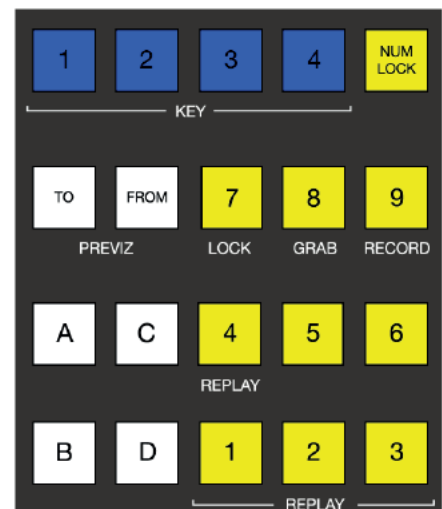 1 2 3 4 NUM LOCK
KEY
TO FROM 7 8 9
PREVIZ LOCK GRAB RECORD
A C 4 5 6
REPLAY
B D 1 2 3
REPLAY